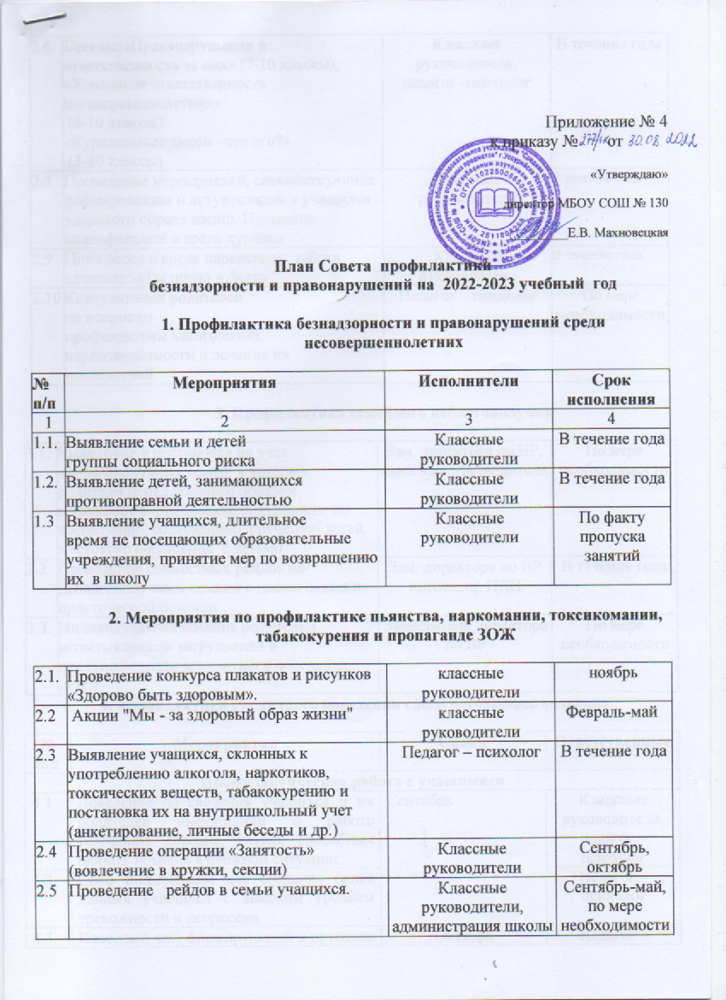 Приложение № 4
к приказу № 277/ от 30.08.2022
«Утверждаю»
директор МБОУ СОШ № 130
Е.В. Махновецкая
План Совета профилактики
безнадзорности и правонарушений на 2022-2023 учебный год
1. Профилактика безнадзорности и правонарушений среди
несовершеннолетних
№ Мероприятия Исполнители Срок
п/п исполнения
1 2 3 4
1.1. Выявление семьи и детей Классные В течение года
группы социального риска руководители
1.2. Выявление детей, занимающихся Классные В течение года
противоправной деятельностью руководители
1.3 Выявление учащихся, длительное Классные По факту
время не посещающих образовательные руководители пропуска
учреждения, принятие мер по возвращению занятий
их в школу
2. Мероприятия по профилактике пьянства, наркомании, токсикомании,
табакокурения и пропаганде ЗОЖ
2.1. Проведение конкурса плакатов и рисунков классные ноябрь
«Здорово быть здоровым». руководители
2.2 Акции "Мы - за здоровый образ жизни" классные Февраль-май
руководители
2.3 Выявление учащихся, склонных к Педагог – психолог В течение года
употреблению алкоголя, наркотиков,
токсических веществ, табакокурению и
постановка их на внутришкольный учет
(анкетирование, личные беседы и др.)
2.4 Проведение операции «Занятость» Классные Сентябрь,
(вовлечение в кружки, секции) руководители октябрь
2.5 Проведение рейдов в семьи учащихся. Классные Сентябрь-май,
руководители, по мере
администрация школы необходимости